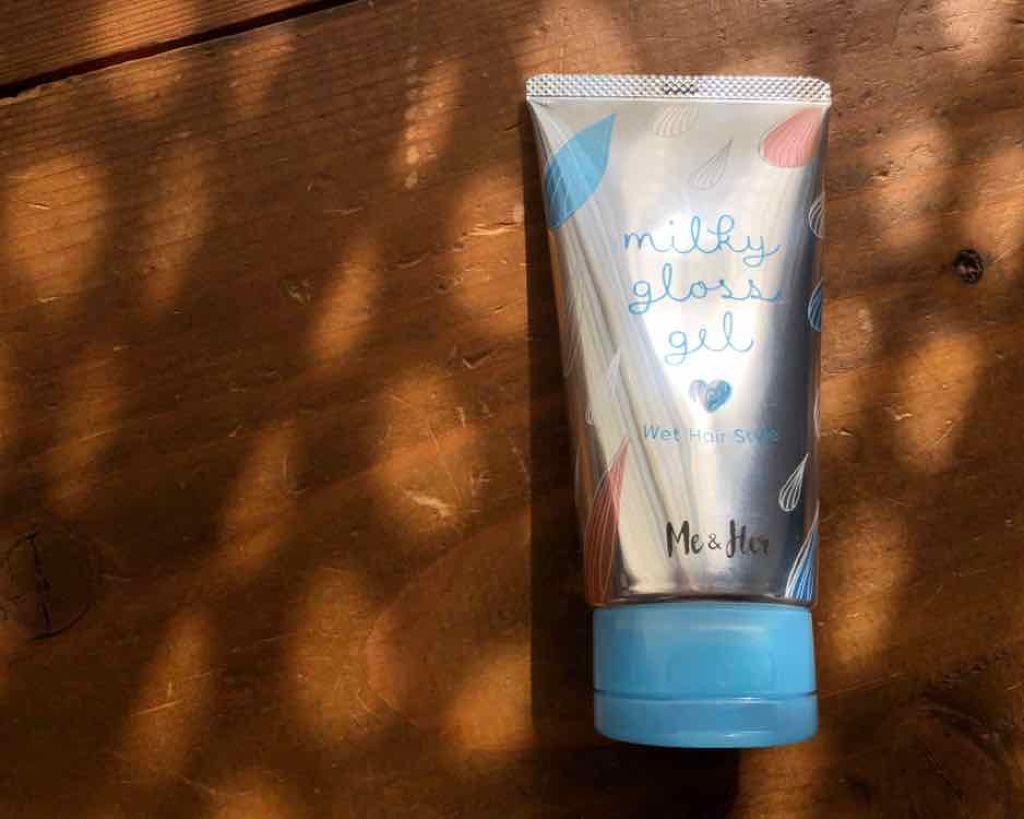 milky
gloss
gel
Wet Hair Style
Me & Her